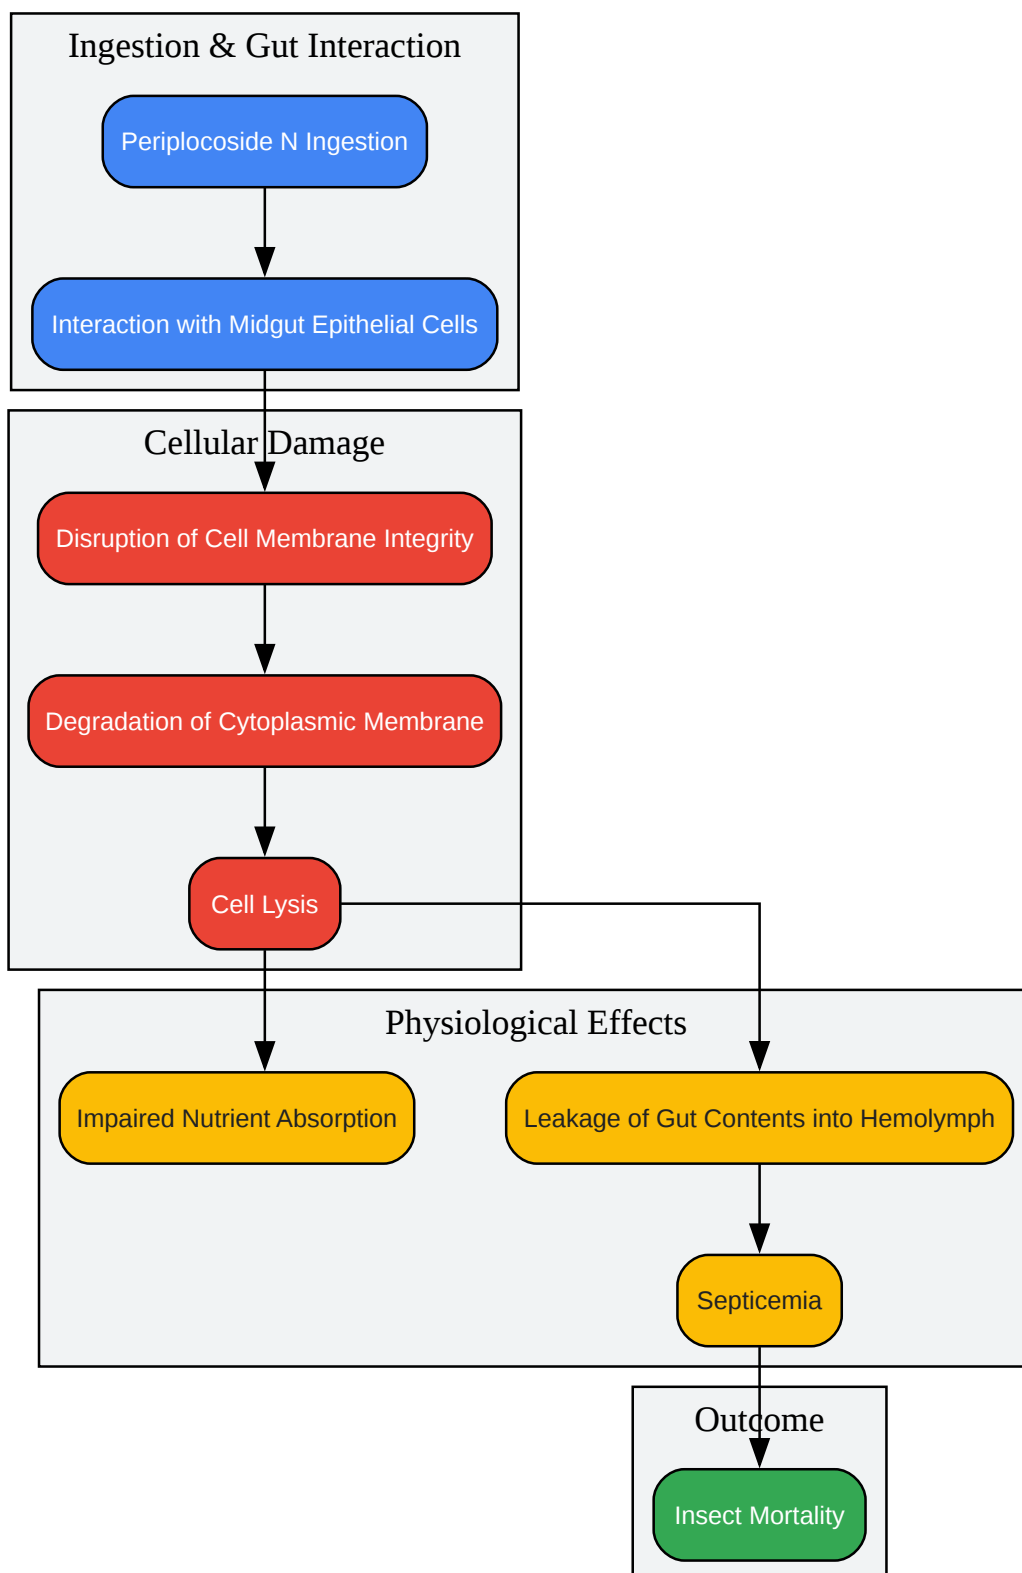 Ingestion & Gut Interaction
Periplocoside N Ingestion
Interaction with Midgut Epithelial Cells
Cellular Damage
Disruption of Cell Membrane Integrity
Degradation of Cytoplasmic Membrane
Cell Lysis
Physiological Effects
Impaired Nutrient Absorption
Leakage of Gut Contents into Hemolymph
Septicemia
Outcome
Insect Mortality